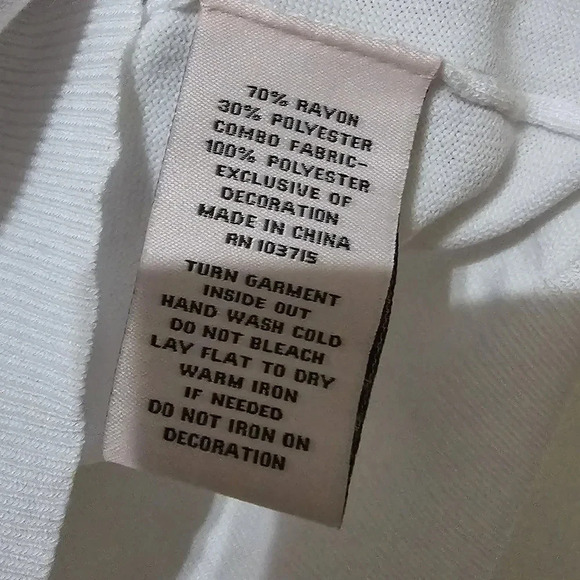 70% RAYON
30% POLYESTER
COMBO FABRIC-
100% POLYESTER
EXCLUSIVE OF
DECORATION
MADE IN CHINA
RN 103715
TURN GARMENT
INSIDE OUT
HAND WASH COLD
DO NOT BLEACH
LAY FLAT TO DRY
WARM IRON
IF NEEDED
DO NOT IRON ON
DECORATION